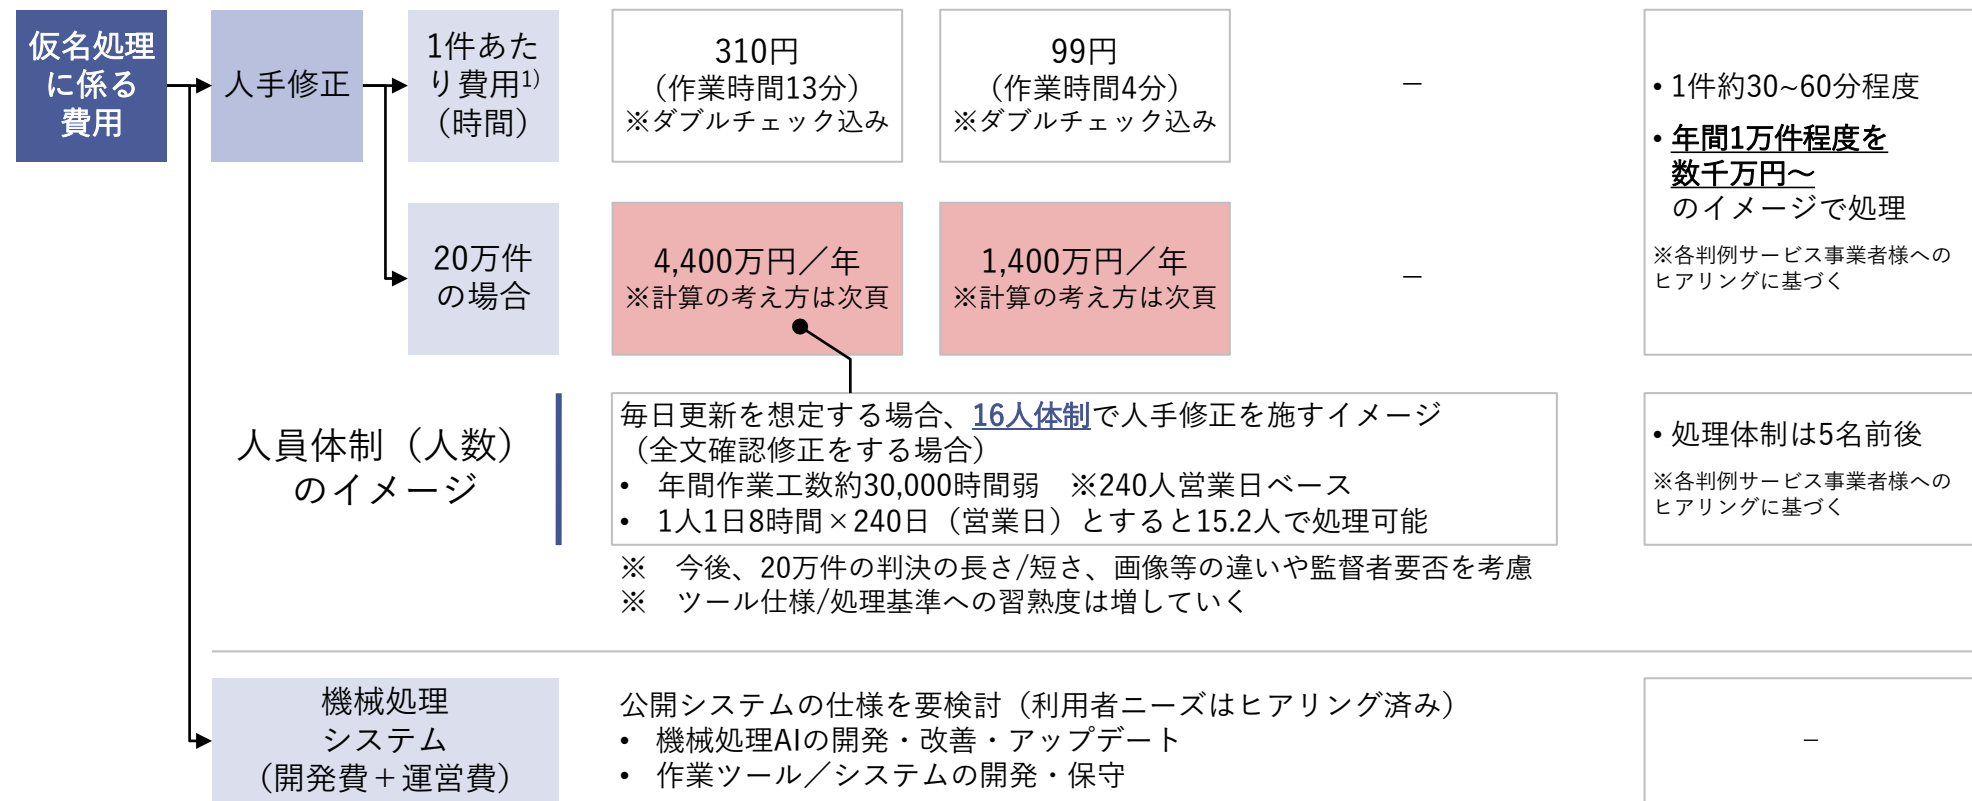 仮名処理
に係る
費用
人手修正
1件あた
り費用1)
（時間）
310円
（作業時間13分）
※ダブルチェック込み
99円
（作業時間4分）
※ダブルチェック込み
–
• 1件約30~60分程度
• 年間1万件程度を
数千万円～
のイメージで処理
※各判例サービス事業者様への
ヒアリングに基づく
20万件
の場合
4,400万円／年
※計算の考え方は次頁
1,400万円／年
※計算の考え方は次頁
–
人員体制（人数）
のイメージ
毎日更新を想定する場合、16人体制で人手修正を施すイメージ
（全文確認修正をする場合）
• 年間作業工数約30,000時間弱　※240人営業日ベース
• 1人1日8時間×240日（営業日）とすると15.2人で処理可能
• 処理体制は5名前後
※各判例サービス事業者様への
ヒアリングに基づく
※　今後、20万件の判決の長さ/短さ、画像等の違いや監督者要否を考慮
※　ツール仕様/処理基準への習熟度は増していく
機械処理
システム
（開発費＋運営費）
公開システムの仕様を要検討（利用者ニーズはヒアリング済み）
• 機械処理AIの開発・改善・アップデート
• 作業ツール／システムの開発・保守
–